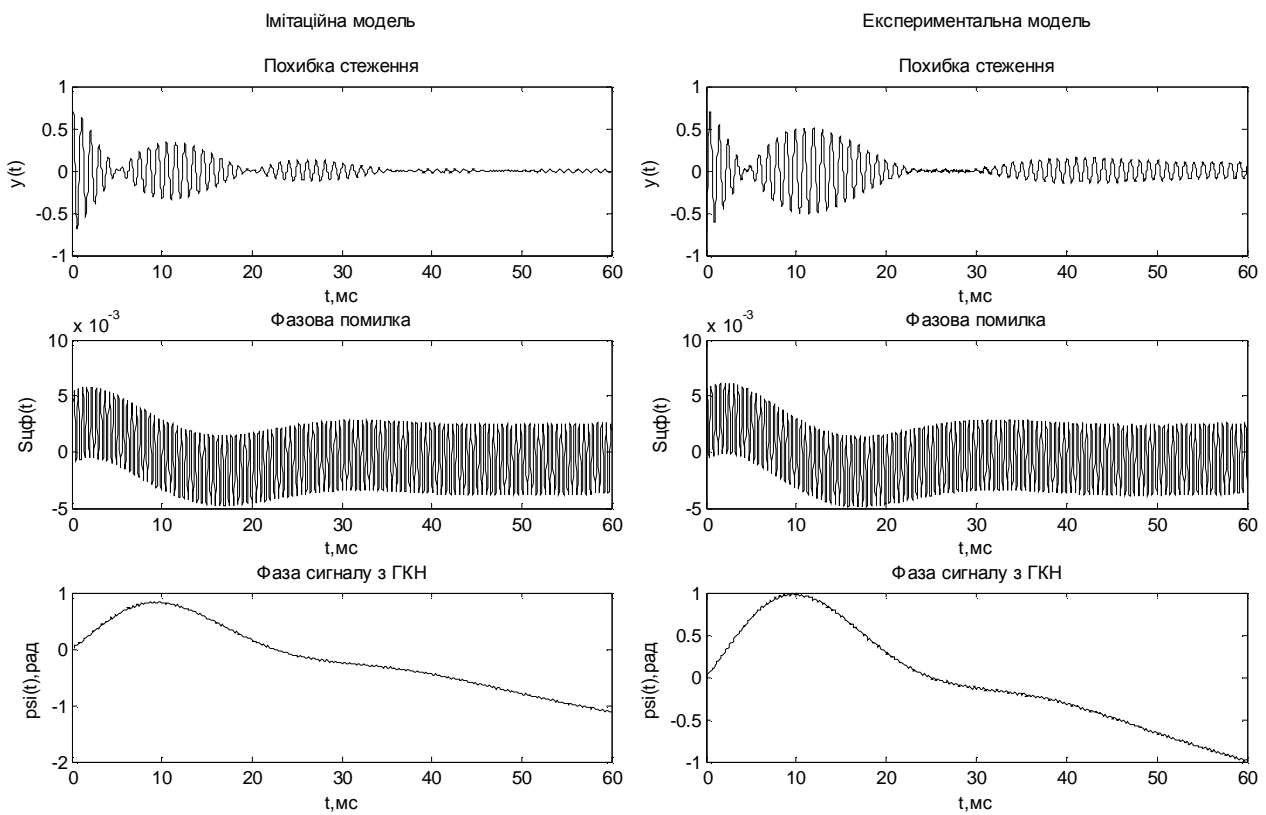 Імітаційна модель
Експериментальна модель
Похибка стеження
1
0.5
0
-0.5
-1
y(t)
0 10 20 30 40 50 60
t,мс
Похибка стеження
1
0.5
0
-0.5
-1
y(t)
0 10 20 30 40 50 60
t,мс
x 10-3
Фазова помилка
10
5
0
-5
Sцф(t)
0 10 20 30 40 50 60
t,мс
x 10-3
Фазова помилка
10
5
0
-5
Sцф(t)
0 10 20 30 40 50 60
t,мс
Фаза сигналу з ГКН
1
0
-1
-2
psi(t),рад
0 10 20 30 40 50 60
t,мс
Фаза сигналу з ГКН
1
0.5
0
-0.5
-1
psi(t),рад
0 10 20 30 40 50 60
t,мс